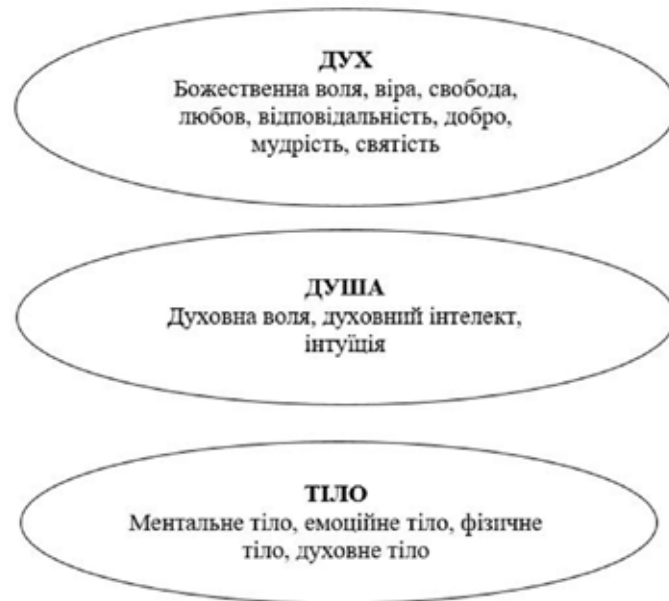 ДУХ
Божественна воля, віра, свобода,
любов, відповідальність, добро,
мудрість, святість
ДУША
Духовна воля, духовний інтелект,
інтуїція
ТІЛО
Ментальне тіло, емоційне тіло, фізичне
тіло, духовне тіло